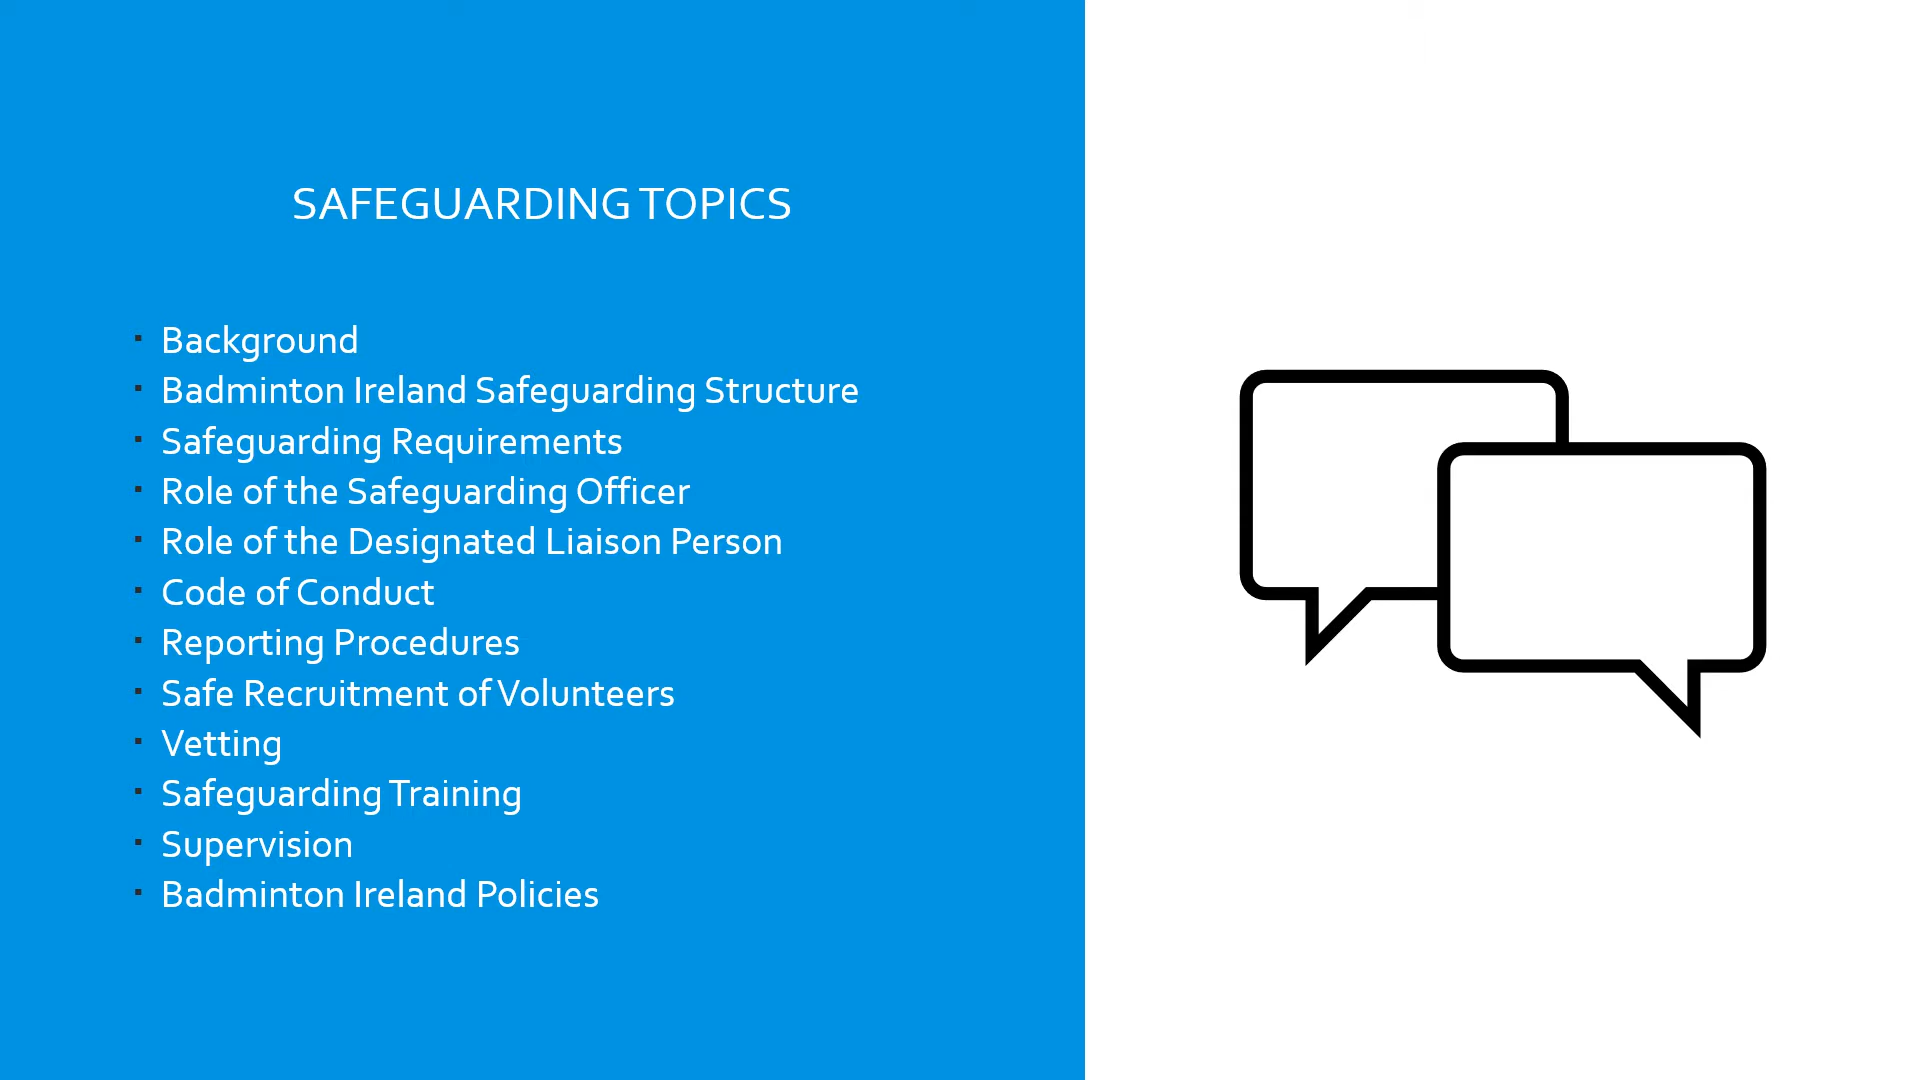 SAFEGUARDING TOPICS
Background
Badminton Ireland Safeguarding Structure
Safeguarding Requirements
Role of the Safeguarding Officer
Role of the Designated Liaison Person
Code of Conduct
Reporting Procedures
Safe Recruitment of Volunteers
Vetting
Safeguarding Training
Supervision
Badminton Ireland Policies